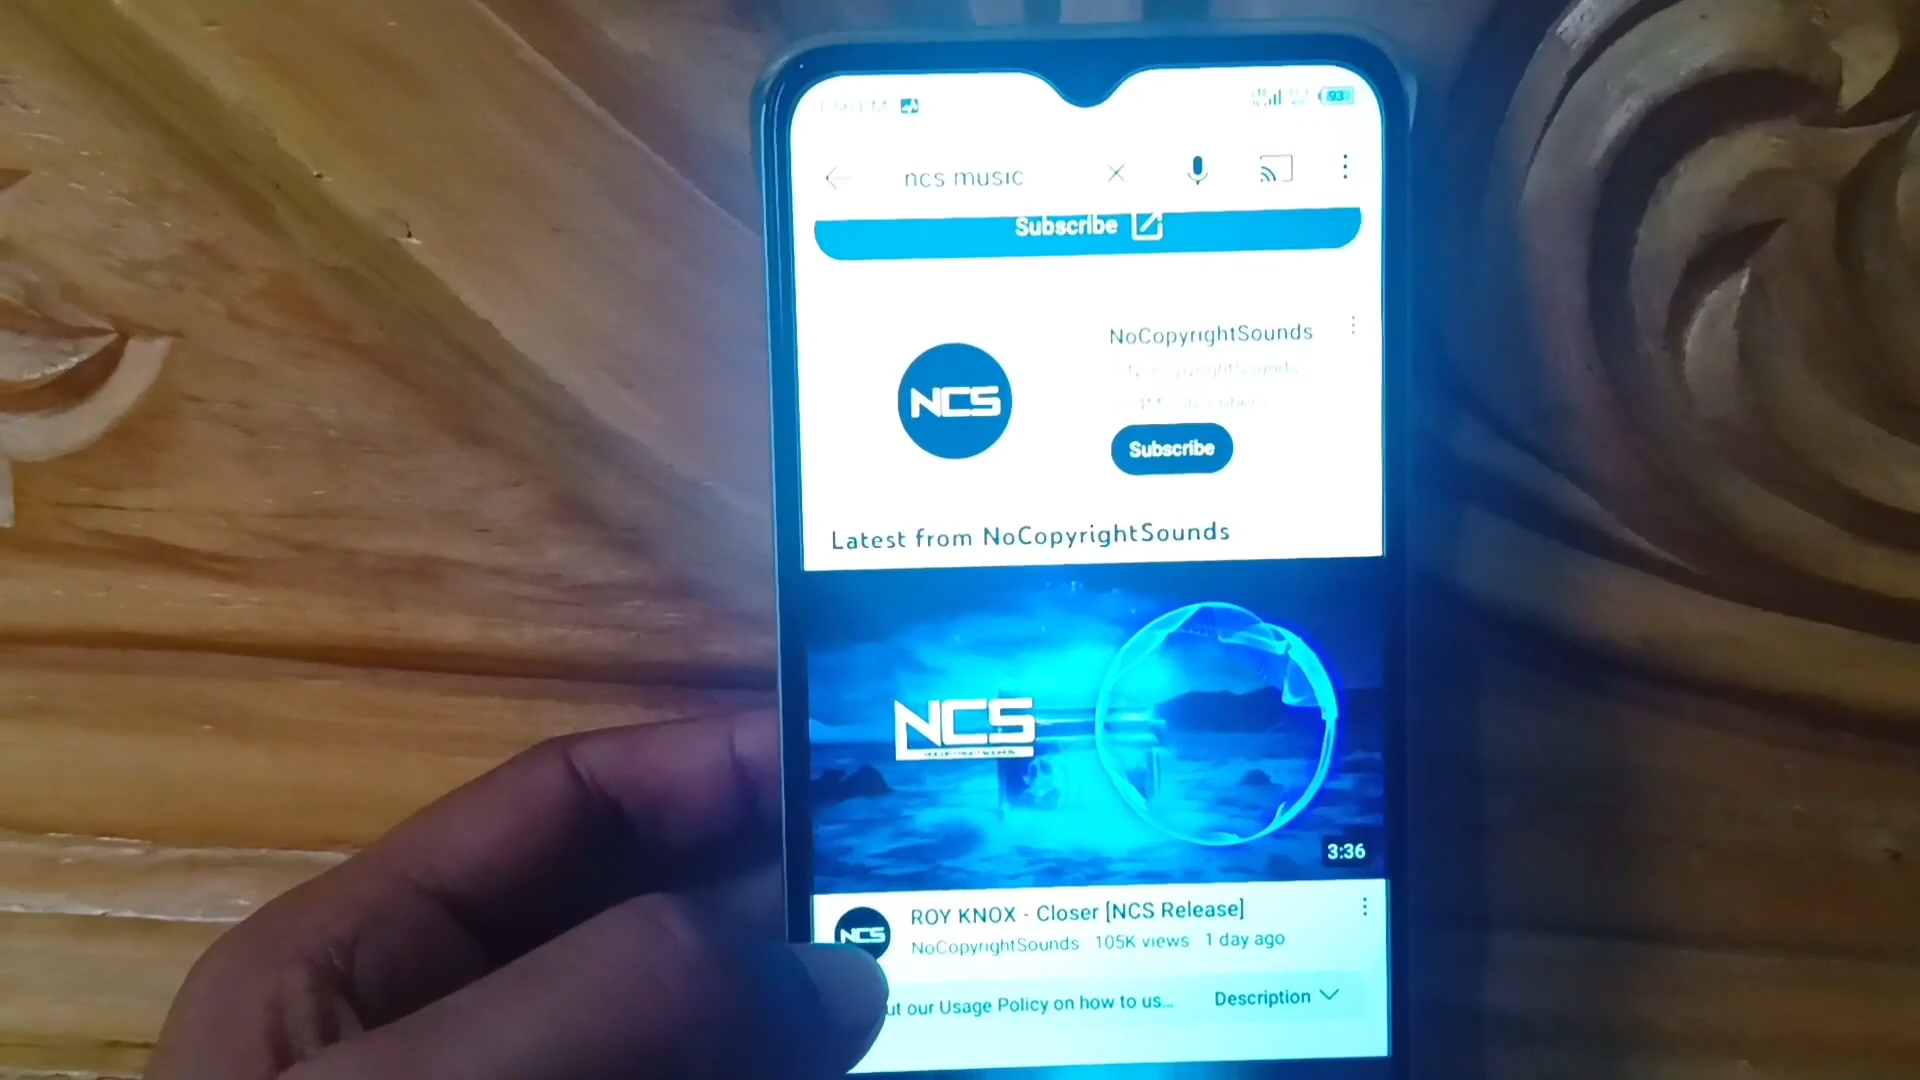 93
ncs music
Subscribe
NoCopyrightSounds
NCS
Subscribe
Latest from NoCopyrightSounds
NCS
3:36
ROY KNOX - Closer [NCS Release]
NCS
NoCopyrightSounds 105K views 1 day ago
our Usage Policy on how to us... Description